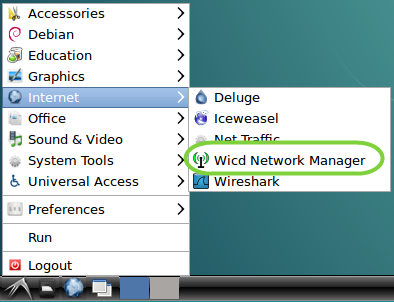 Accessories
Debian
Education
Graphics
Internet
Office
Sound & Video
System Tools
Universal Access
Preferences
Run
Logout
Deluge
Iceweasel
Net Traffic
Wicd Network Manager
Wireshark